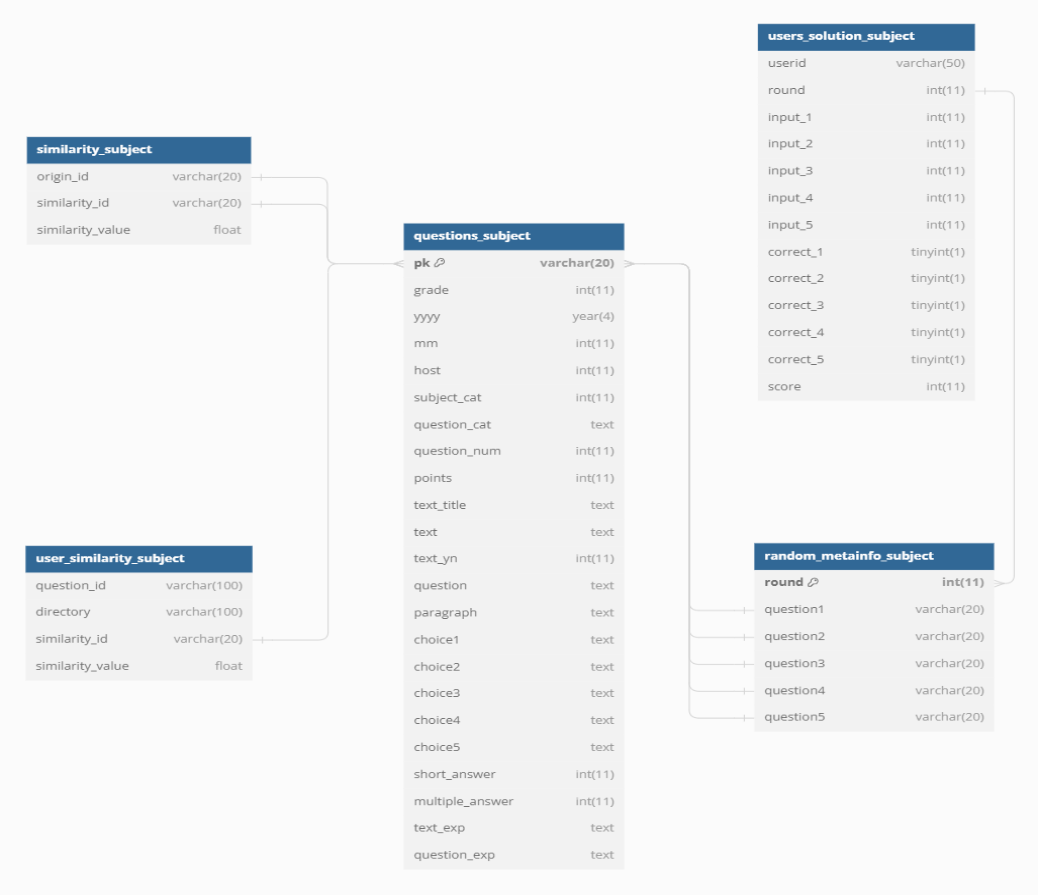 users_solution_subject
userid varchar(50)
round int(11)
input_1 int(11)
input_2 int(11)
input_3 int(11)
input_4 int(11)
input_5 int(11)
correct_1 tinyint(1)
correct_2 tinyint(1)
correct_3 tinyint(1)
correct_4 tinyint(1)
correct_5 tinyint(1)
score int(11)
similarity_subject
origin_id varchar(20)
similarity_id varchar(20)
similarity_value float
questions_subject
pk varchar(20)
grade int(11)
yyyy year(4)
mm int(11)
host int(11)
subject_cat int(11)
question_cat text
question_num int(11)
points int(11)
text_title text
text text
text_yn int(11)
question text
paragraph text
choice1 text
choice2 text
choice3 text
choice4 text
choice5 text
short_answer int(11)
multiple_answer int(11)
text_exp text
question_exp text
user_similarity_subject
question_id varchar(100)
directory varchar(100)
similarity_id varchar(20)
similarity_value float
random_metainfo_subject
round int(11)
question1 varchar(20)
question2 varchar(20)
question3 varchar(20)
question4 varchar(20)
question5 varchar(20)